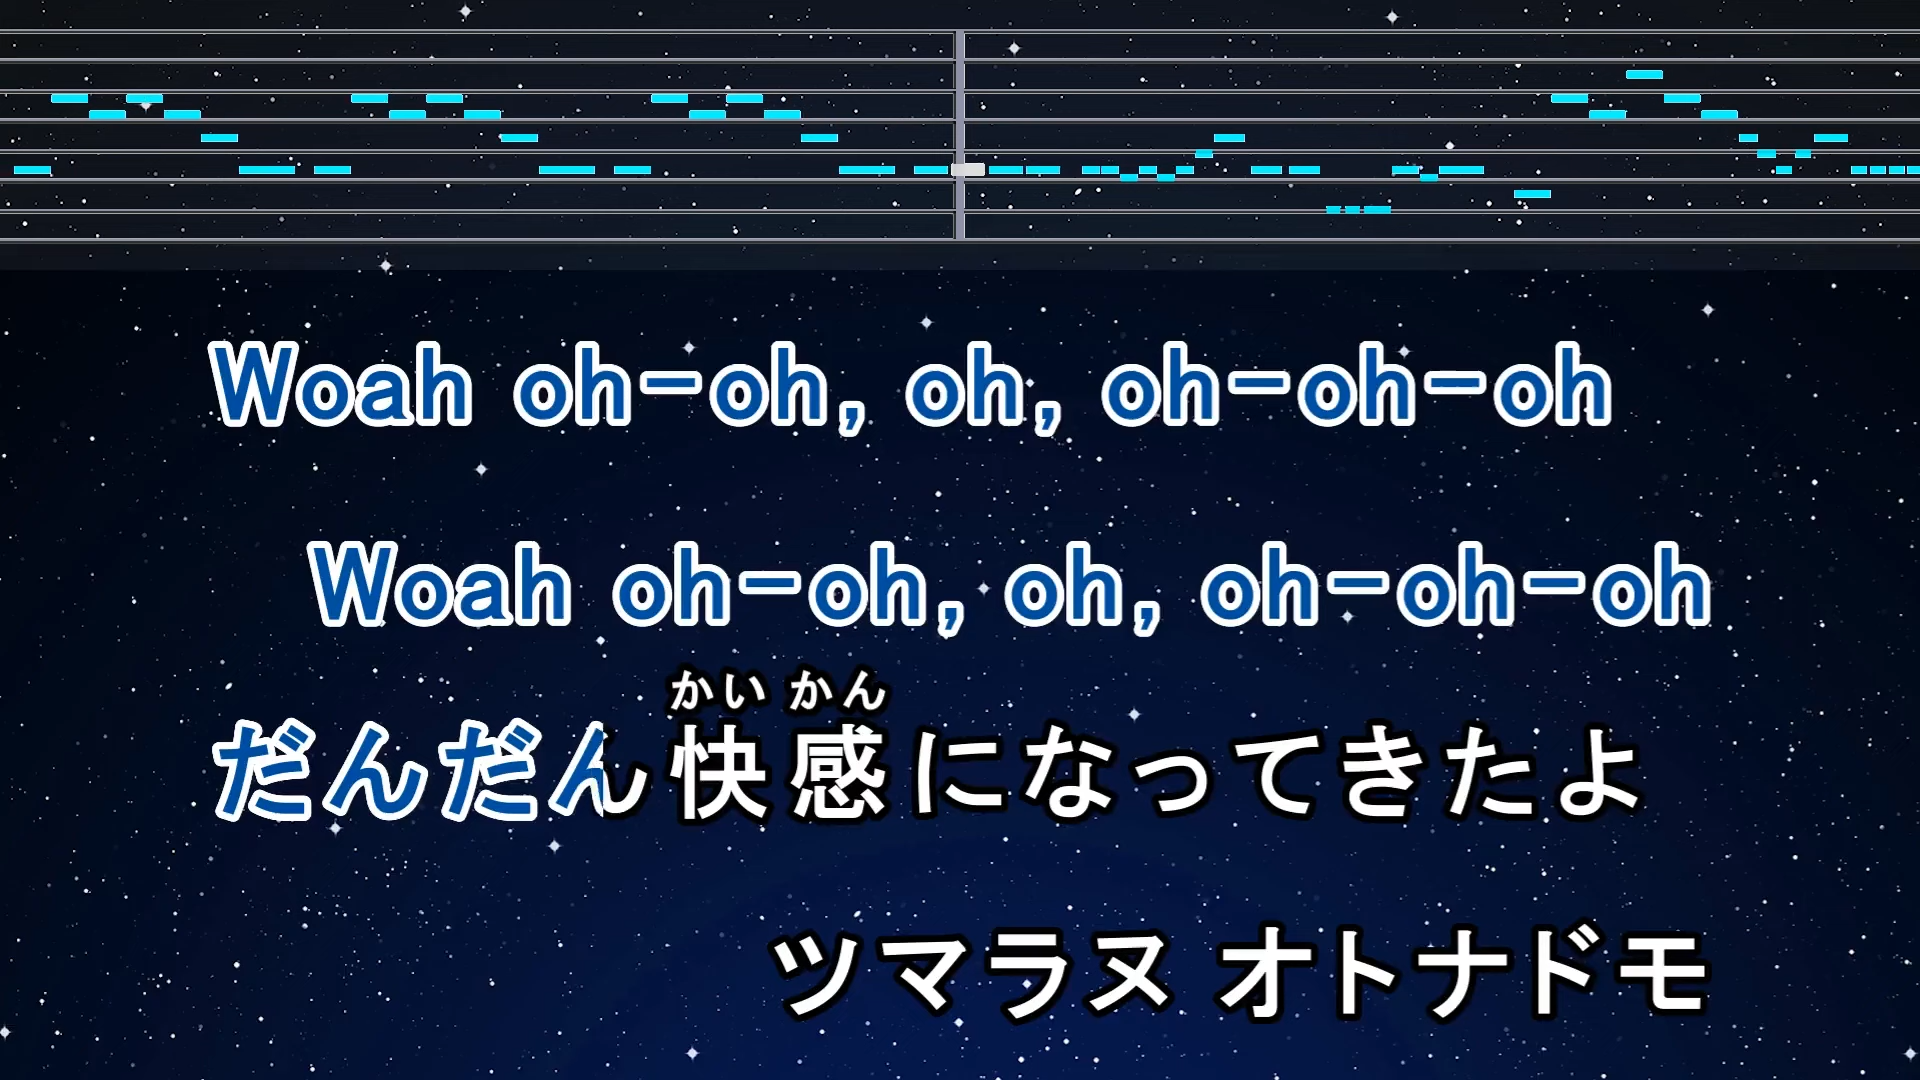 Woah oh-oh, oh, oh-oh-oh
Woah oh-oh, oh, oh-oh-oh
かい かん
だんだん 快感になってきたよ
ツマラヌ オトナドモ